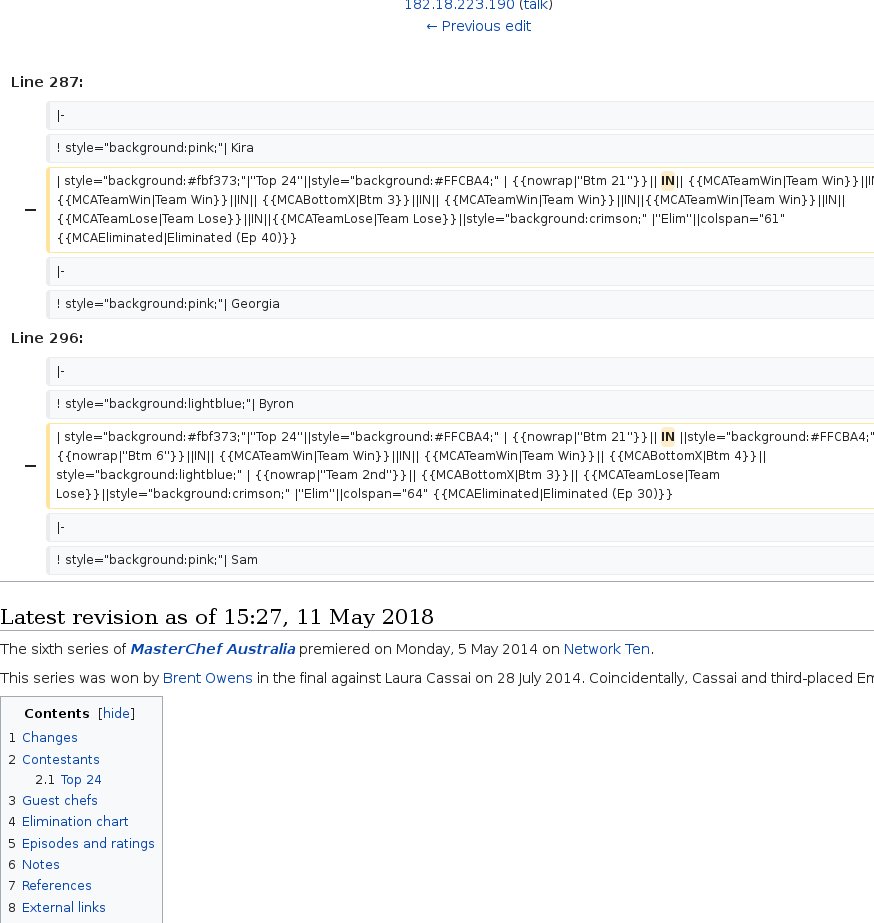 182.18.223.190 (talk)
← Previous edit
Line 287:
|-
! style="background:pink;"| Kira
| style="background:#fbf373;"|''Top 24''||style="background:#FFCBA4;" | {{nowrap|''Btm 21''}}|| IN|| {{MCATeamWin|Team Win}}||IN
{{MCATeamWin|Team Win}}||IN|| {{MCABottomX|Btm 3}}||IN|| {{MCATeamWin|Team Win}}||IN||{{MCATeamWin|Team Win}}||IN||
− {{MCATeamLose|Team Lose}}||IN||{{MCATeamLose|Team Lose}}||style="background:crimson;" |''Elim''||colspan="61"
{{MCAEliminated|Eliminated (Ep 40)}}
|-
! style="background:pink;"| Georgia
Line 296:
|-
! style="background:lightblue;"| Byron
| style="background:#fbf373;"|''Top 24''||style="background:#FFCBA4;" | {{nowrap|''Btm 21''}}|| IN ||style="background:#FFCBA4;"
{{nowrap|''Btm 6''}}||IN|| {{MCATeamWin|Team Win}}||IN|| {{MCATeamWin|Team Win}}|| {{MCABottomX|Btm 4}}||
− style="background:lightblue;" | {{nowrap|''Team 2nd''}}|| {{MCABottomX|Btm 3}}|| {{MCATeamLose|Team
Lose}}||style="background:crimson;" |''Elim''||colspan="64" {{MCAEliminated|Eliminated (Ep 30)}}
|-
! style="background:pink;"| Sam
Latest revision as of 15:27, 11 May 2018
The sixth series of MasterChef Australia premiered on Monday, 5 May 2014 on Network Ten.
This series was won by Brent Owens in the final against Laura Cassai on 28 July 2014. Coincidentally, Cassai and third-placed Em
Contents [hide]
1 Changes
2 Contestants
2.1 Top 24
3 Guest chefs
4 Elimination chart
5 Episodes and ratings
6 Notes
7 References
8 External links